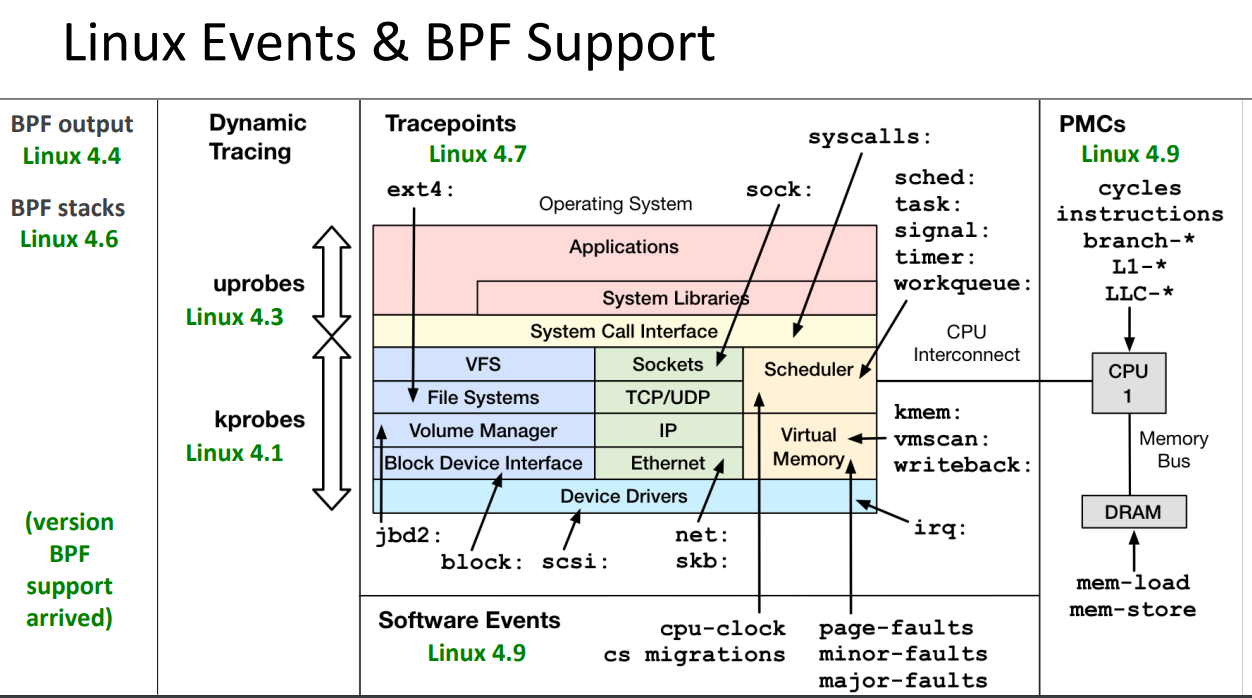 Linux Events & BPF Support
BPF output
Linux 4.4
BPF stacks
Linux 4.6
(version
BPF
support
arrived)
Dynamic
Tracing
uprobes
Linux 4.3
kprobes
Linux 4.1
Tracepoints
Linux 4.7
syscalls:
ext4:
sock:
Operating System
sched:
task:
signal:
timer:
workqueue:
Applications
System Libraries
System Call Interface
VFS
Sockets
Scheduler
File Systems
TCP/UDP
Volume Manager
IP
Virtual
Memory
Block Device Interface
Ethernet
Device Drivers
CPU
Interconnect
kmem:
vmscan:
writeback:
irq:
jbd2:
block:
scsi:
net:
skb:
Software Events
Linux 4.9
cpu-clock
cs migrations
page-faults
minor-faults
major-faults
PMCs
Linux 4.9
cycles
instructions
branch-*
L1-*
LLC-*
CPU
1
Memory
Bus
DRAM
mem-load
mem-store